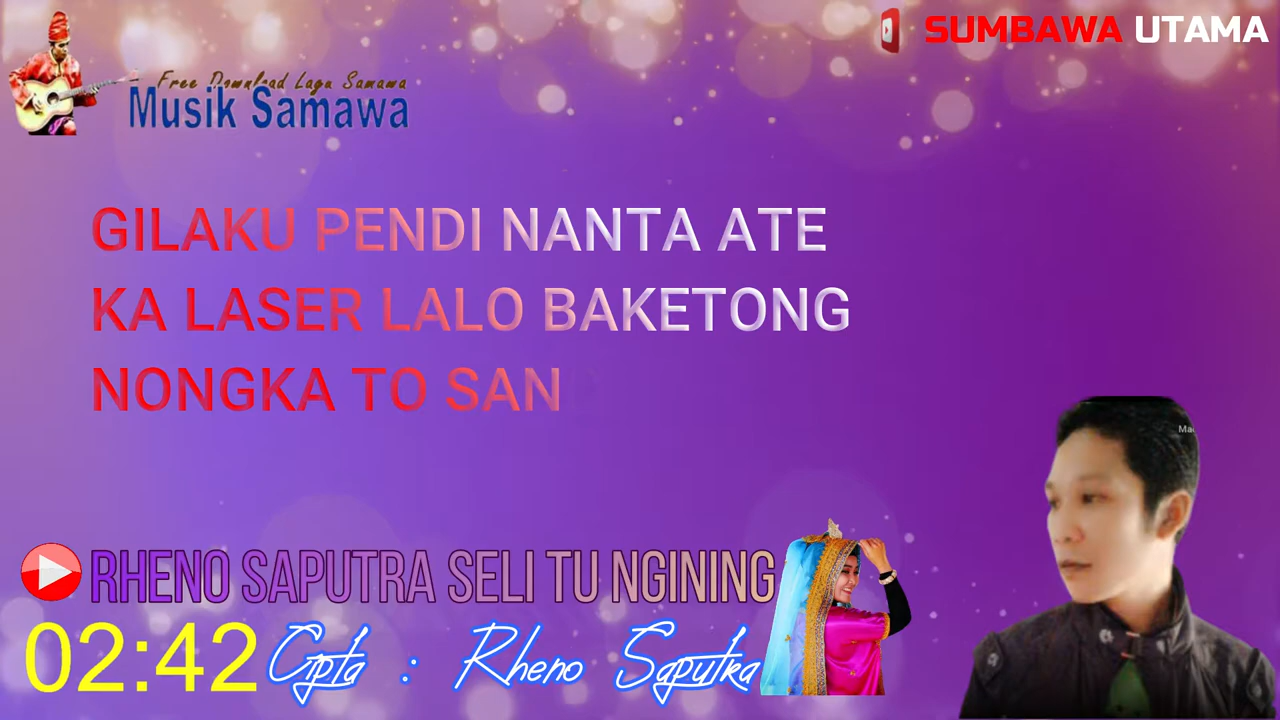 SUMBAWA UTAMA
Free Download Lagu Samawa
Musik Samawa
GILAKU PENDI NANTA ATE
KA LASER LALO BAKETONG
NONGKA TO SAN
Ma
RHENO SAPUTRA SELI TU NGINING
02:42 Cipta : Rheno Saputra